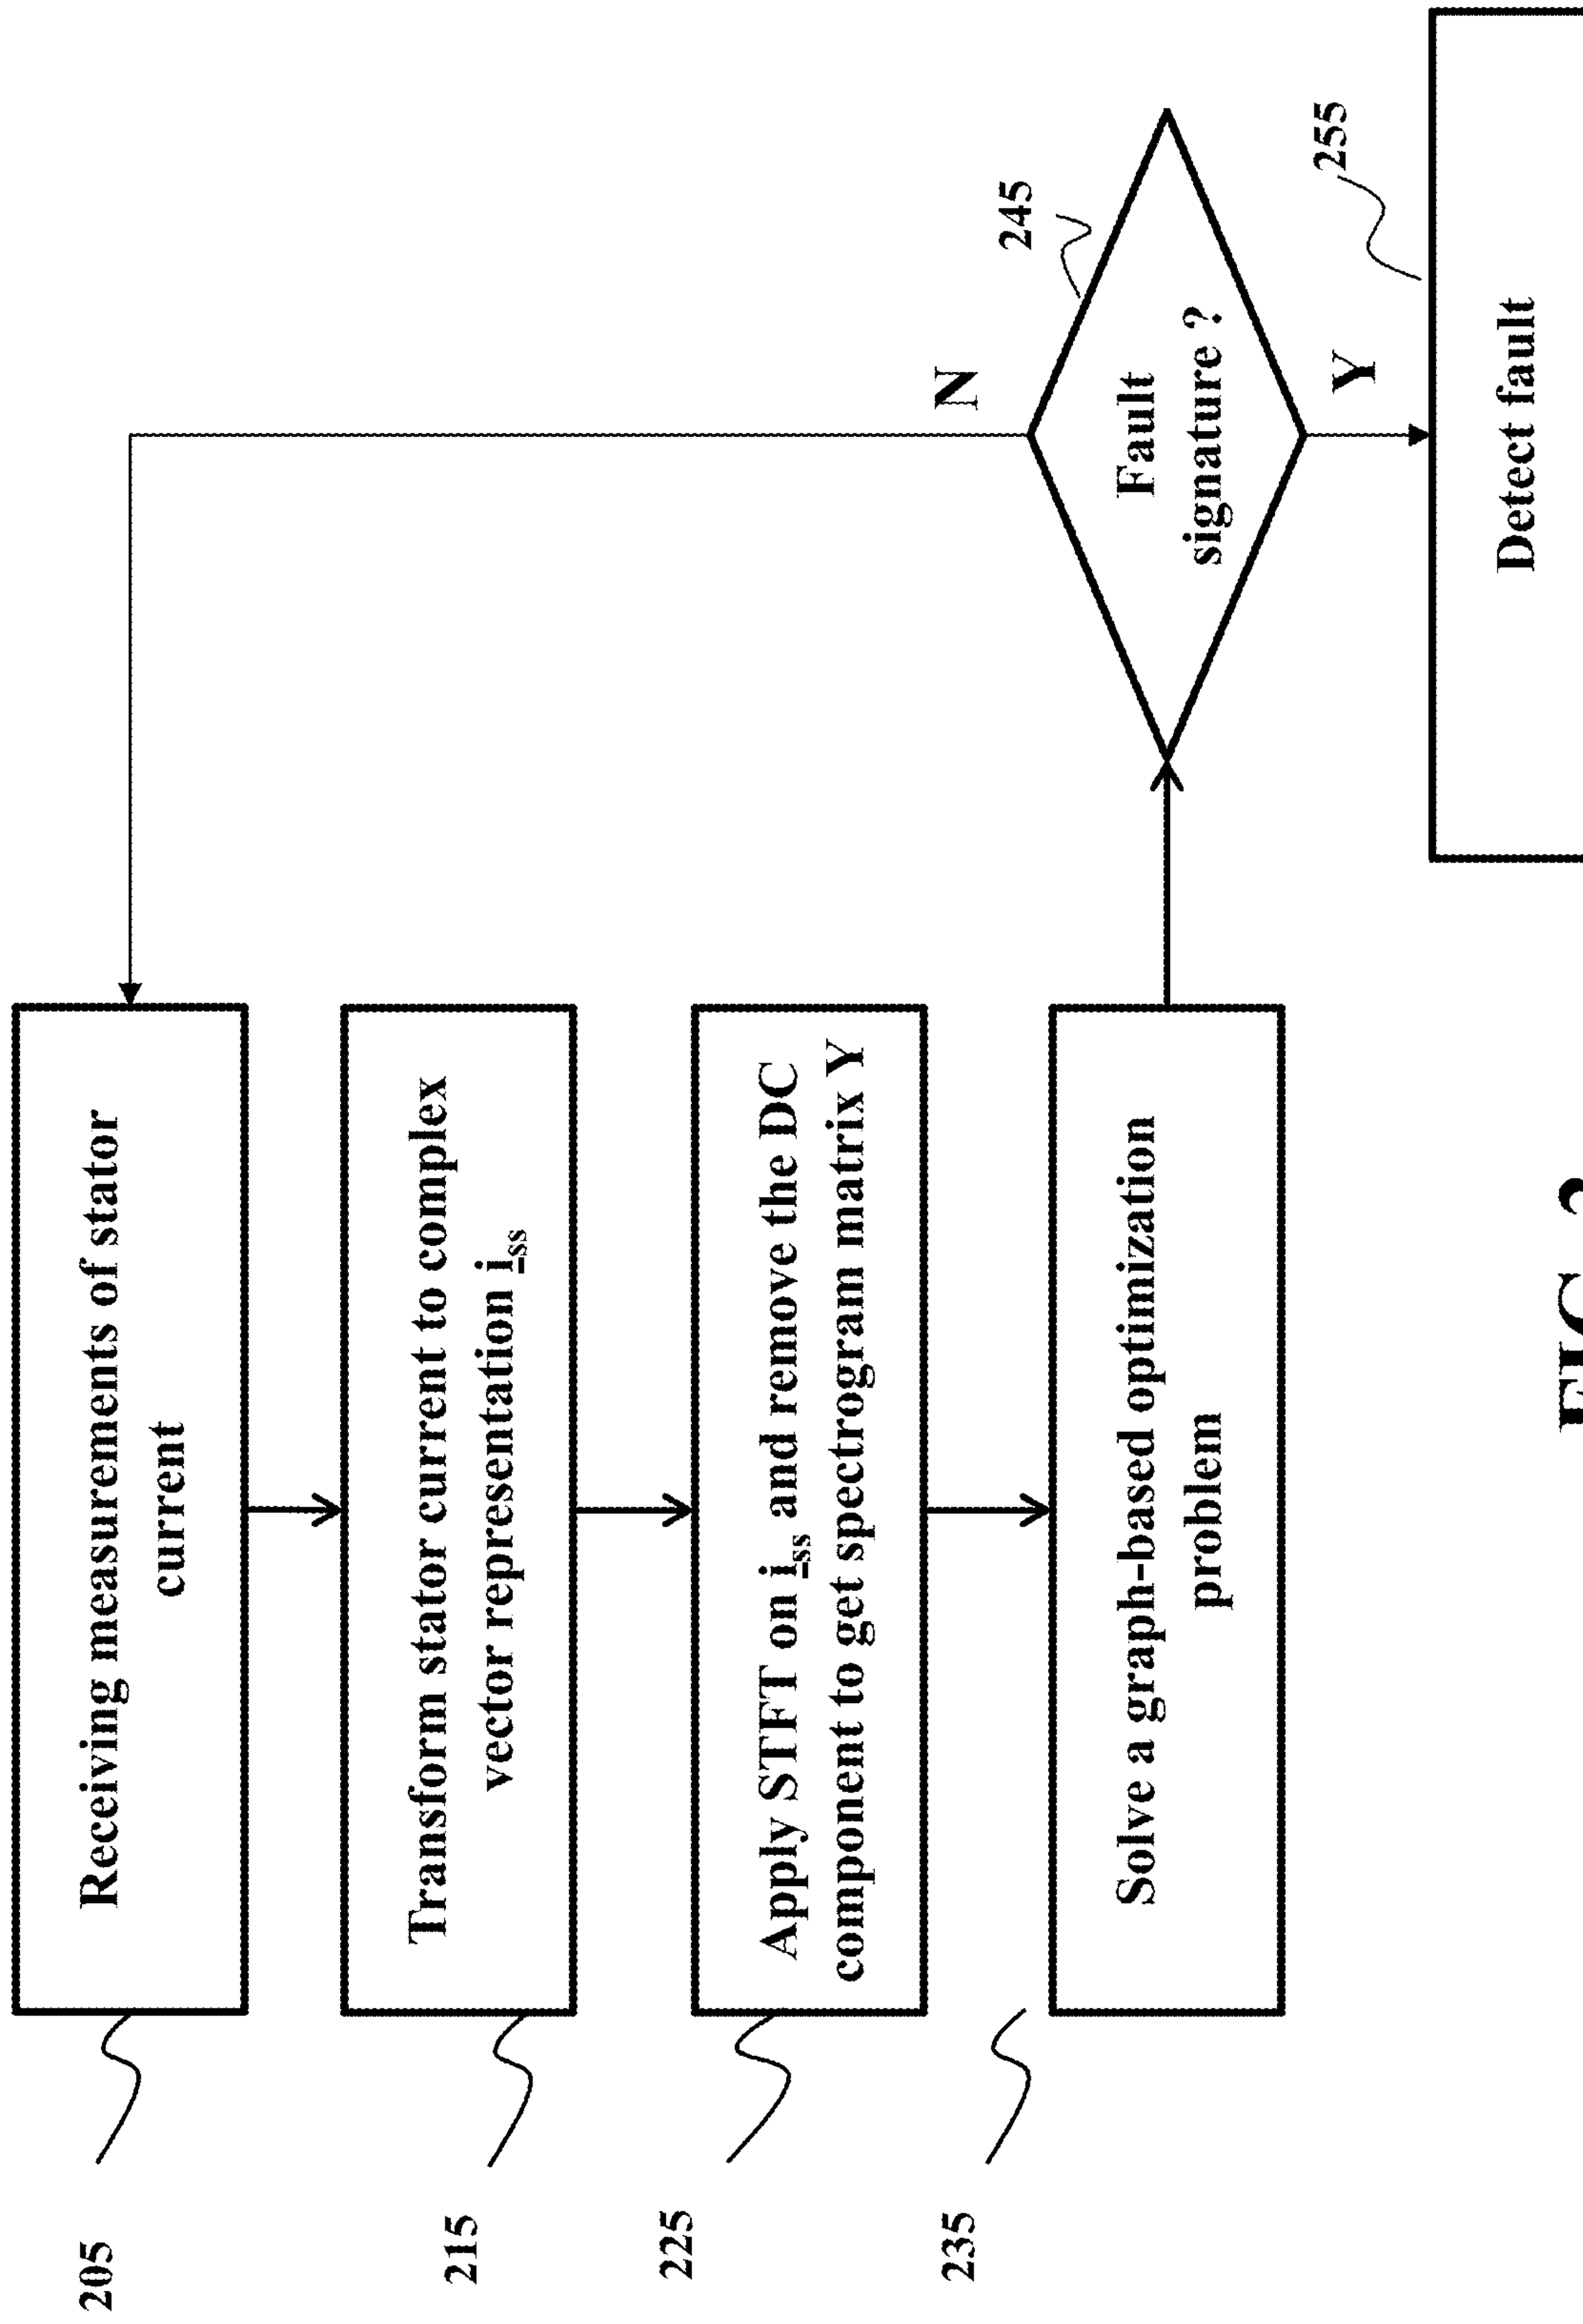 205
Receiving measurements of stator
current
215
Transform stator current to complex
vector representation i_ss
225
Apply STFT on i_ss and remove the DC
component to get spectrogram matrix Y
235
Solve a graph-based optimization
problem
245
Fault
signature ?
N
Y
255
Detect fault